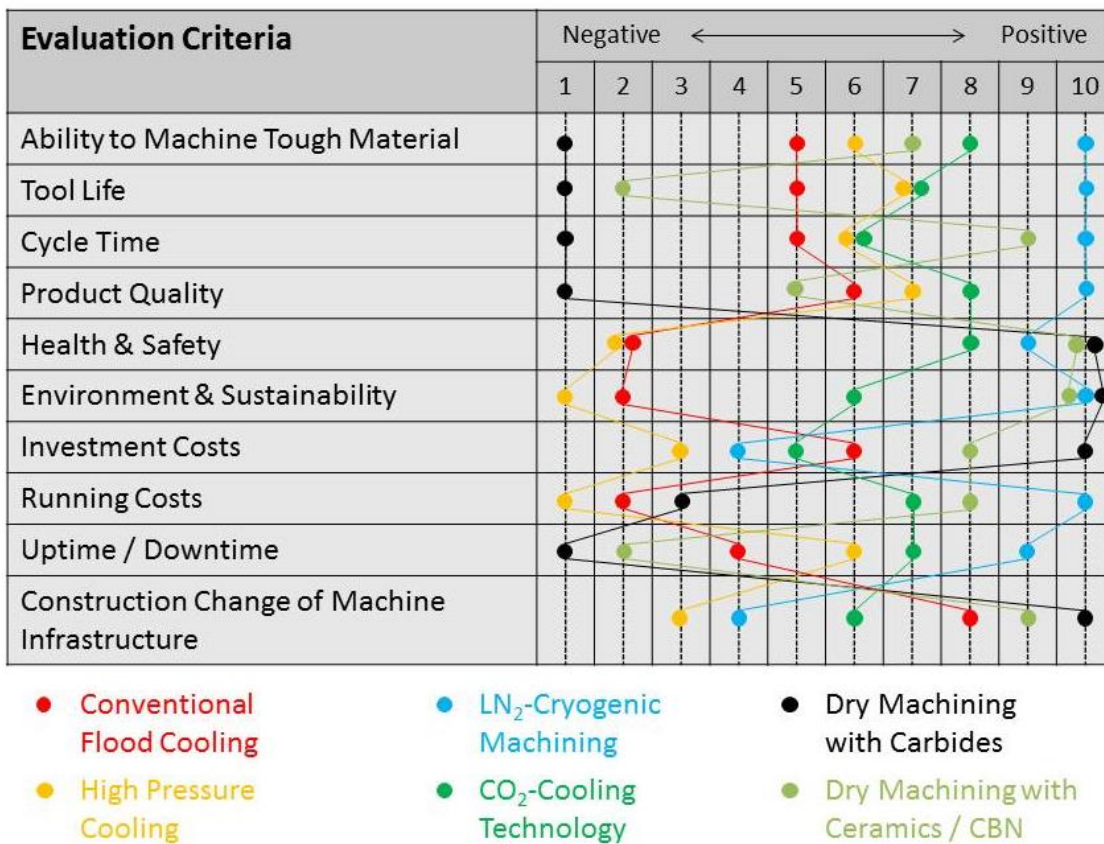 Evaluation Criteria
Negative Positive
1 2 3 4 5 6 7 8 9 10
Ability to Machine Tough Material
Tool Life
Cycle Time
Product Quality
Health & Safety
Environment & Sustainability
Investment Costs
Running Costs
Uptime / Downtime
Construction Change of Machine
Infrastructure
Conventional
Flood Cooling
LN₂-Cryogenic
Machining
Dry Machining
with Carbides
High Pressure
Cooling
CO₂-Cooling
Technology
Dry Machining with
Ceramics / CBN